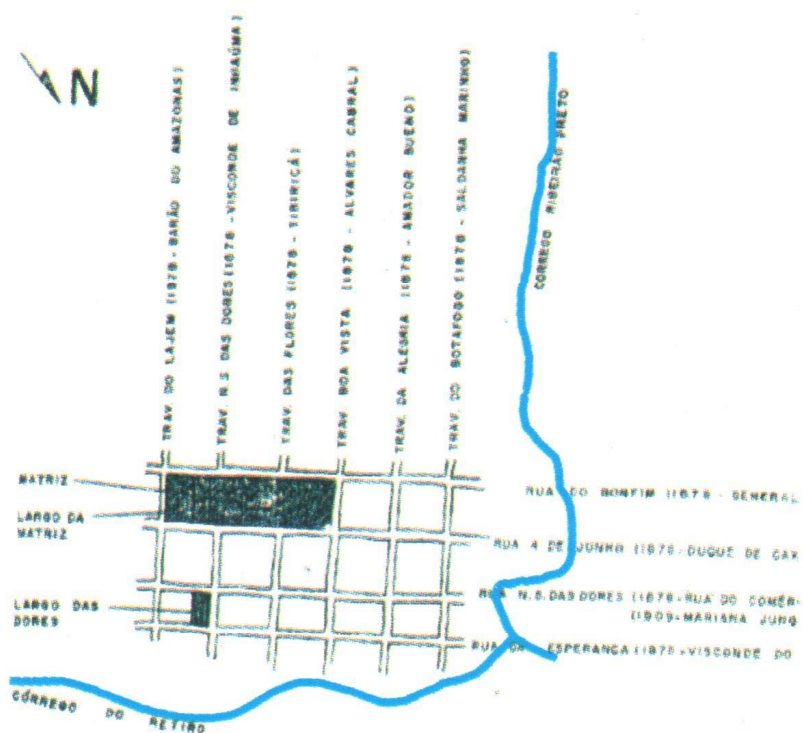 N
TRAV. DO LAJEM (1878 - BARÃO DO AMAZONAS)
TRAV. N.S. DAS DORES (1878 - VISCONDE DE INHAÚMA)
TRAV. DAS FLORES (1878 - TIBIRIÇÁ)
TRAV. BOA VISTA (1878 - ALVARES CABRAL)
TRAV. DA ALEGRIA (1878 - AMADOR BUENO)
TRAV. DO BOTAFOGO (1878 - SALDANHA MARINHO)
CORREGO RIBEIRÃO PRETO
MATRIZ
LARGO DA
MATRIZ
LARGO DAS
DORES
RUA DO BONFIM (1878 - GENERAL
RUA 4 DE JUNHO (1878 - DUQUE DE CAX
RUA N.S. DAS DORES (1878 - RUA DO COMÉR-
(1909 - MARIANA JUNQ
RUA DA ESPERANÇA (1878 - VISCONDE DO
CÓRREGO DO RETIRO